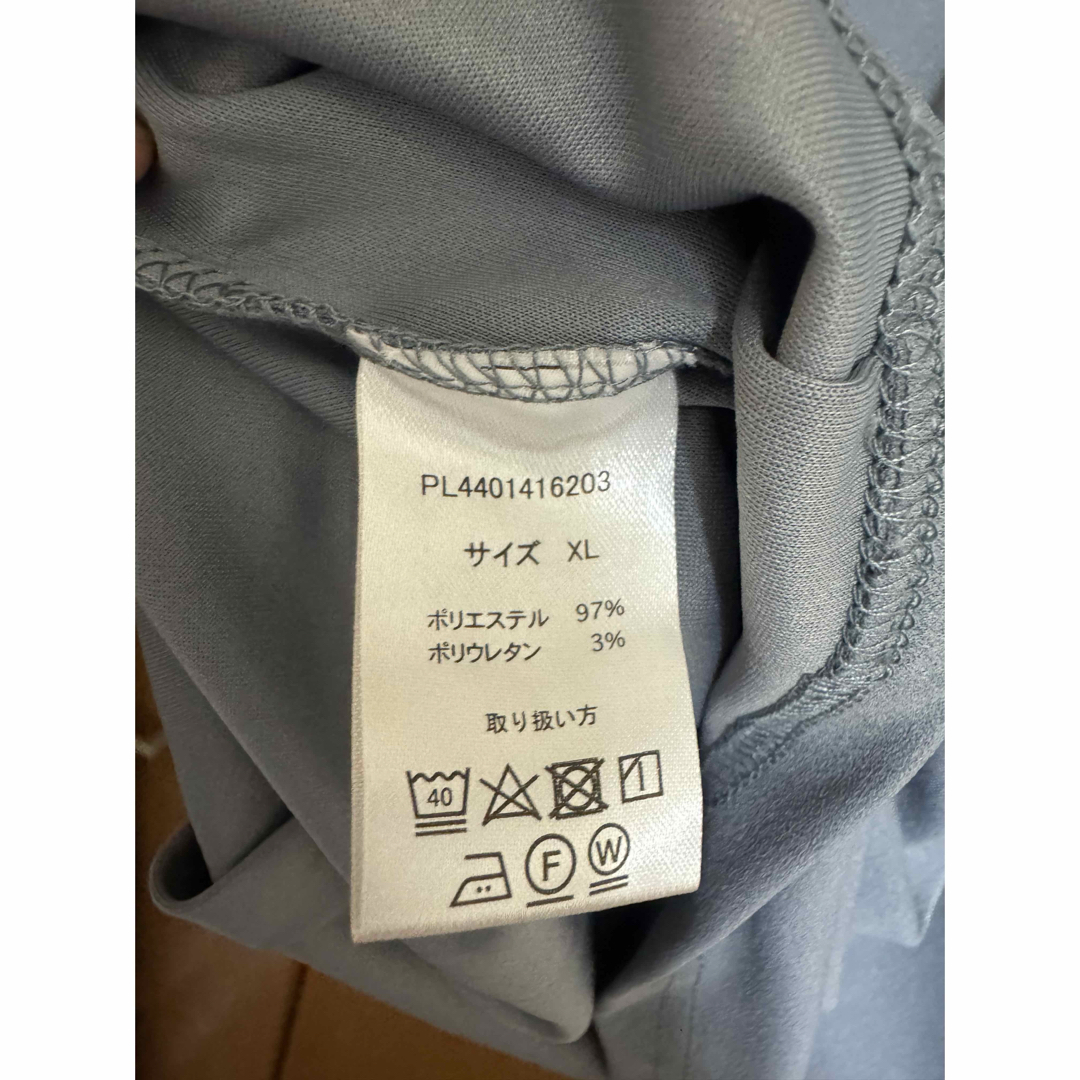 PL4401416203
サイズ XL
ポリエステル 97%
ポリウレタン 3%
取り扱い方
40
F W